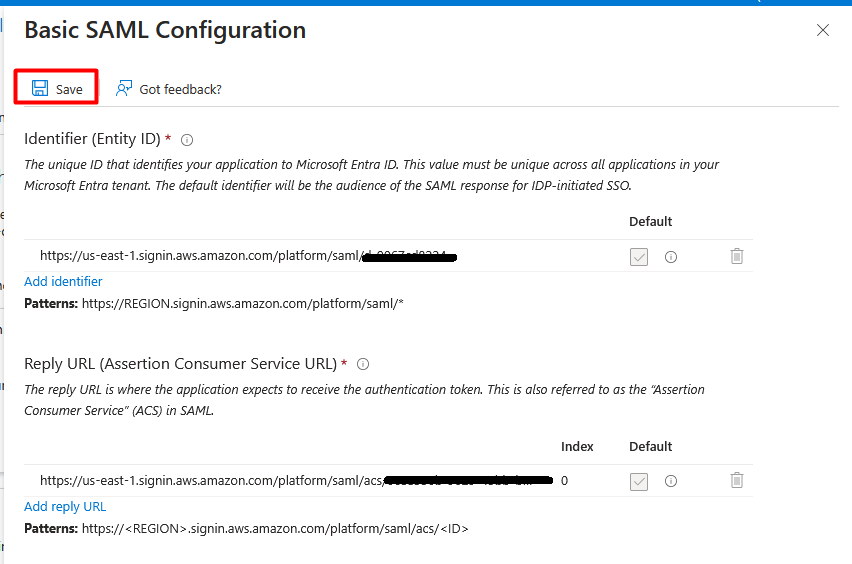 Basic SAML Configuration
Save
Got feedback?
Identifier (Entity ID) *
The unique ID that identifies your application to Microsoft Entra ID. This value must be unique across all applications in your
Microsoft Entra tenant. The default identifier will be the audience of the SAML response for IDP-initiated SSO.
Default
https://us-east-1.signin.aws.amazon.com/platform/saml/
Add identifier
Patterns: https://REGION.signin.aws.amazon.com/platform/saml/*
Reply URL (Assertion Consumer Service URL) *
The reply URL is where the application expects to receive the authentication token. This is also referred to as the “Assertion
Consumer Service” (ACS) in SAML.
Index Default
https://us-east-1.signin.aws.amazon.com/platform/saml/acs/ 0
Add reply URL
Patterns: https://<REGION>.signin.aws.amazon.com/platform/saml/acs/<ID>